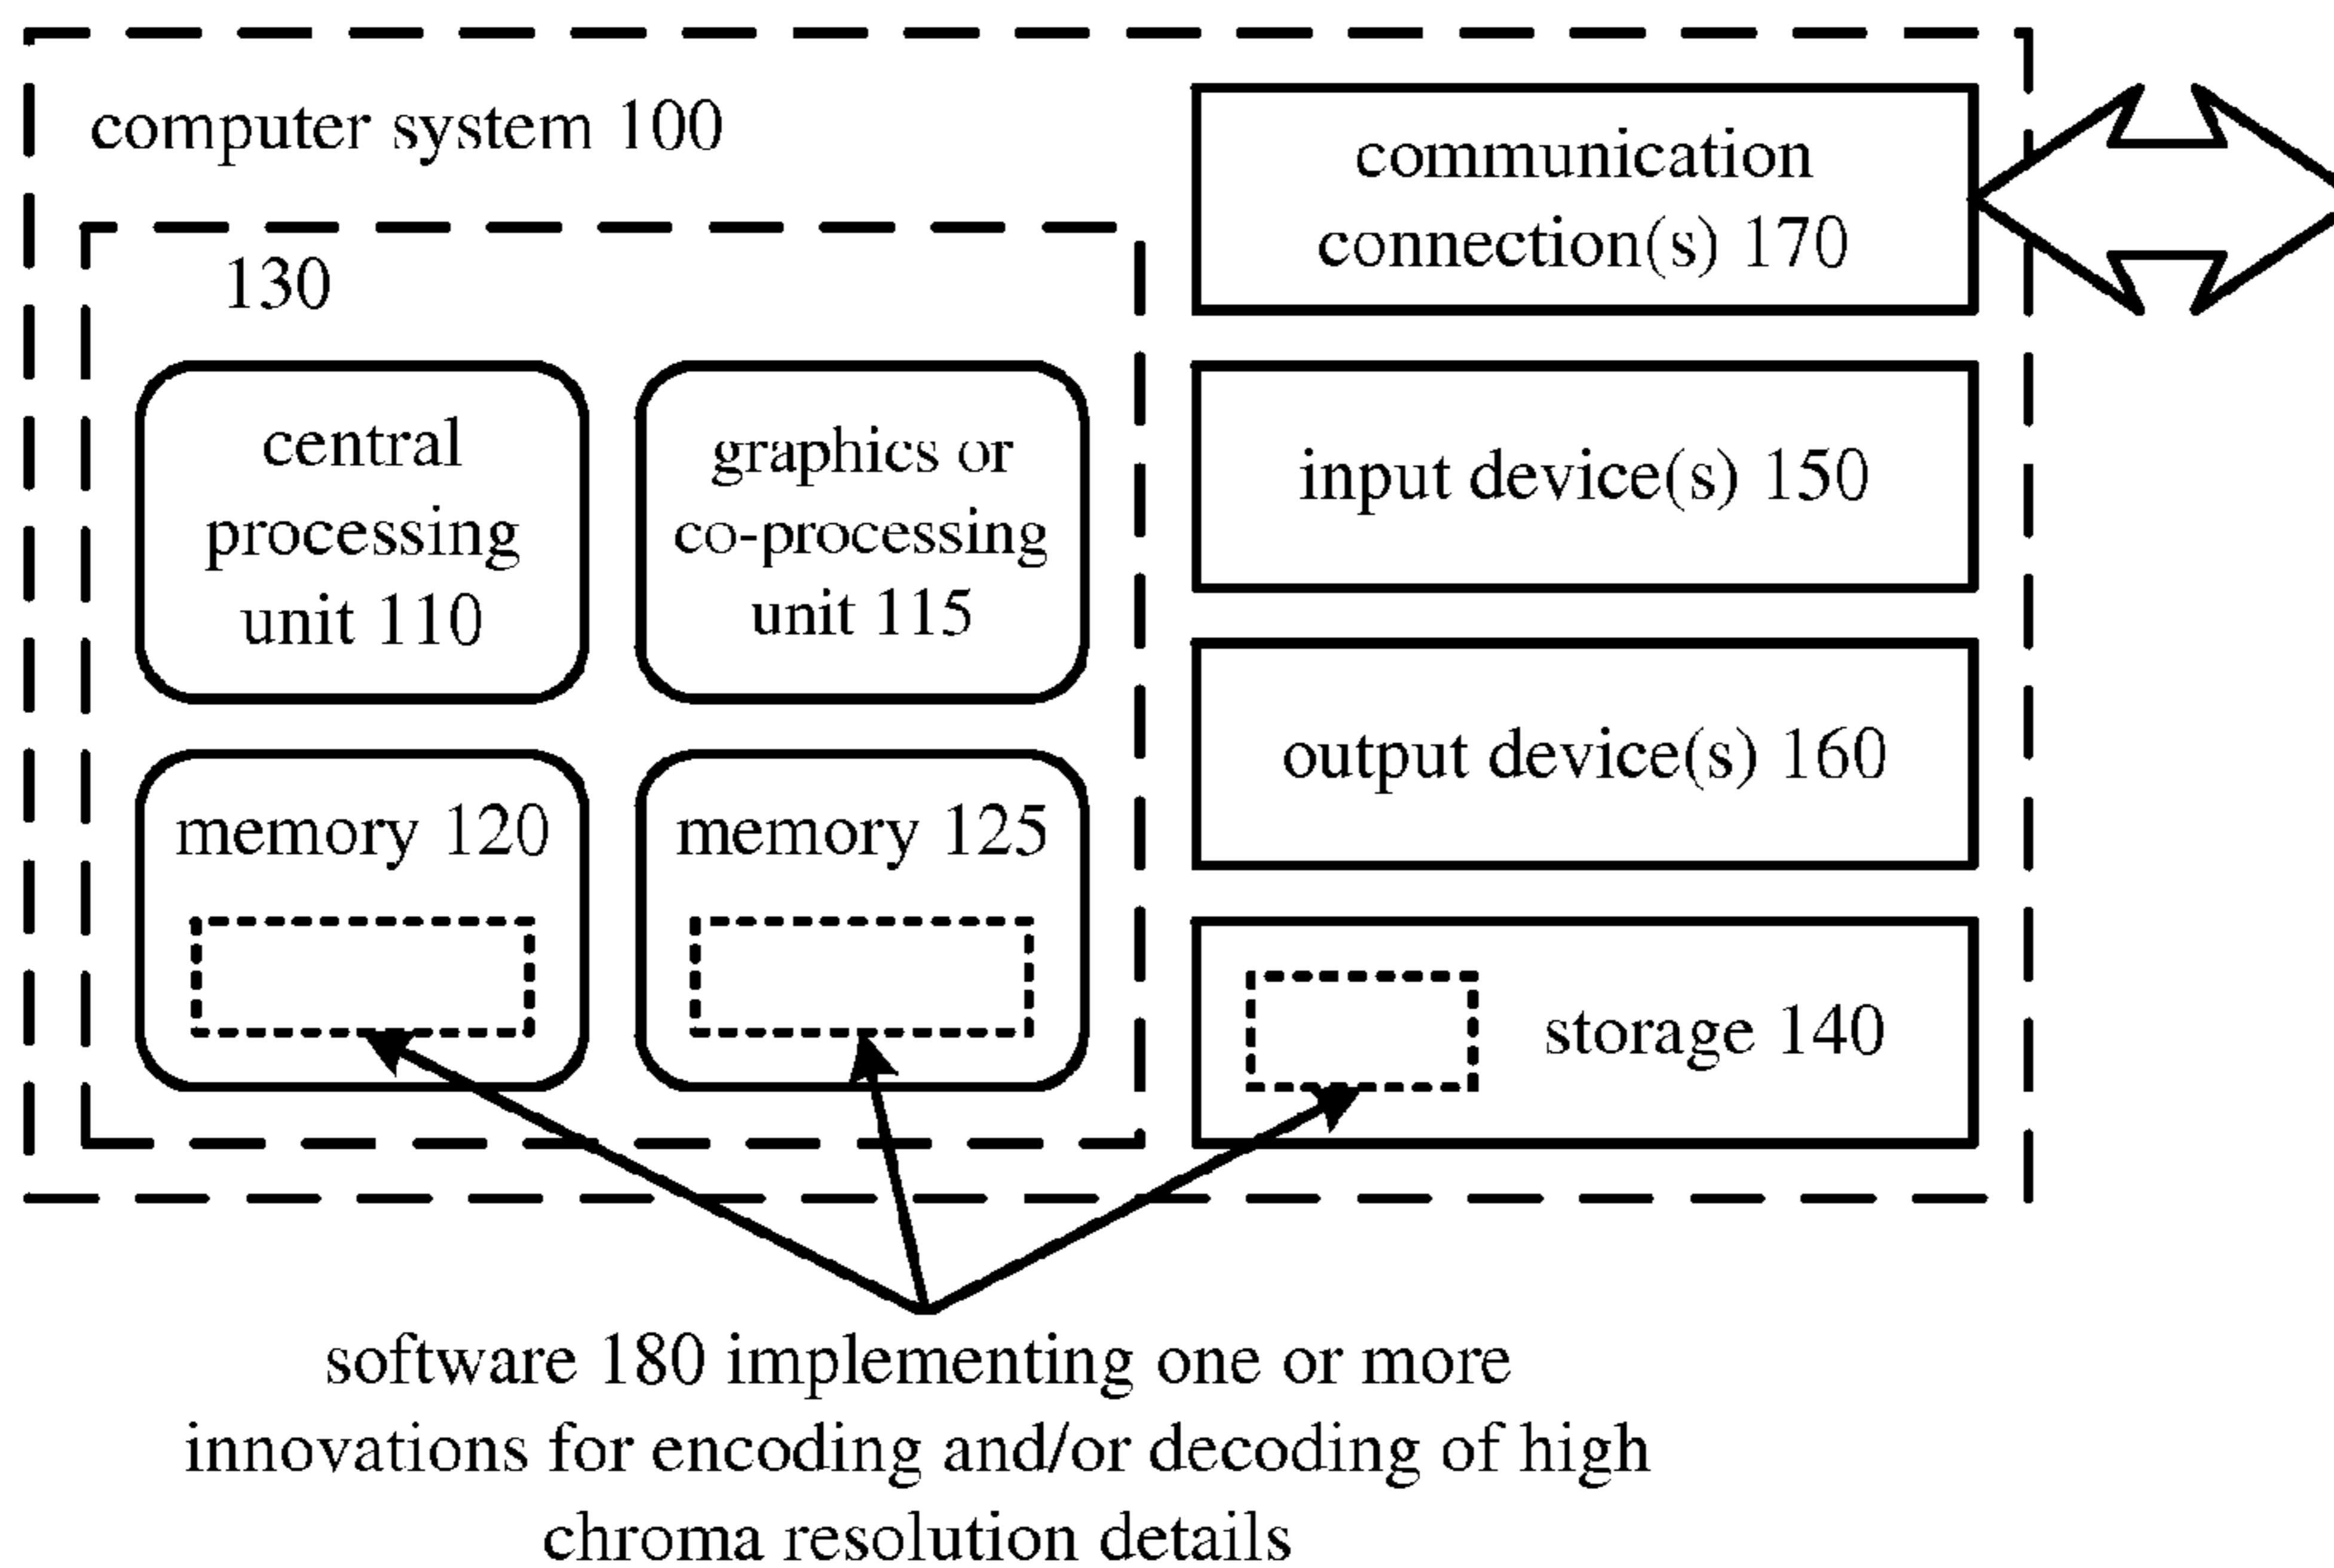 computer system 100
130
central
processing
unit 110
graphics or
co-processing
unit 115
memory 120
memory 125
communication
connection(s) 170
input device(s) 150
output device(s) 160
storage 140
software 180 implementing one or more
innovations for encoding and/or decoding of high
chroma resolution details